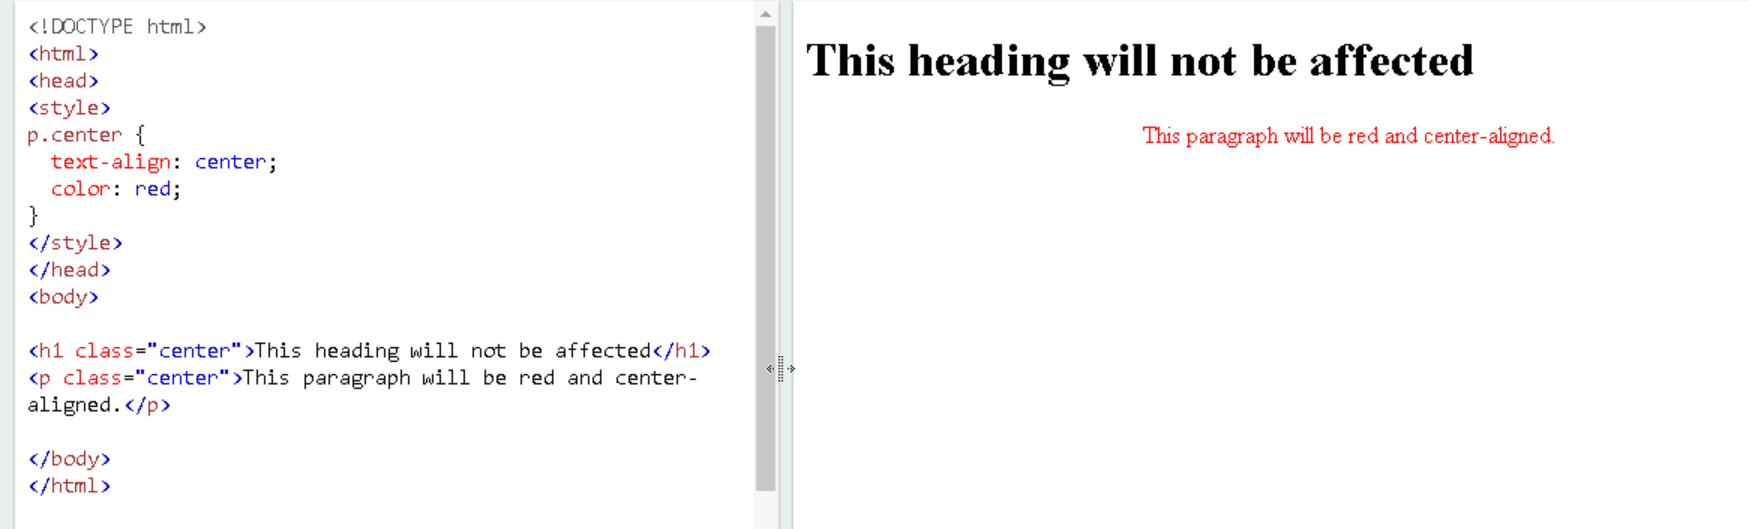 <!DOCTYPE html>
<html>
<head>
<style>
p.center {
  text-align: center;
  color: red;
}
</style>
</head>
<body>

<h1 class="center">This heading will not be affected</h1>
<p class="center">This paragraph will be red and center-
aligned.</p>

</body>
</html>
This heading will not be affected
This paragraph will be red and center-aligned.